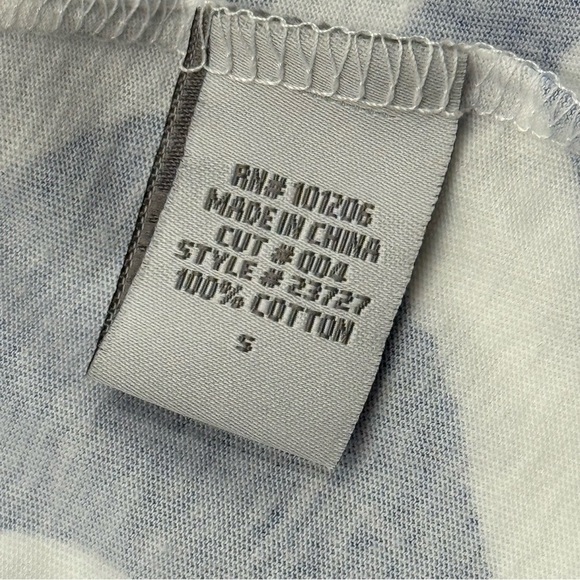 RN# 101206
MADE IN CHINA
CUT # 004
STYLE # 23727
100% COTTON
S